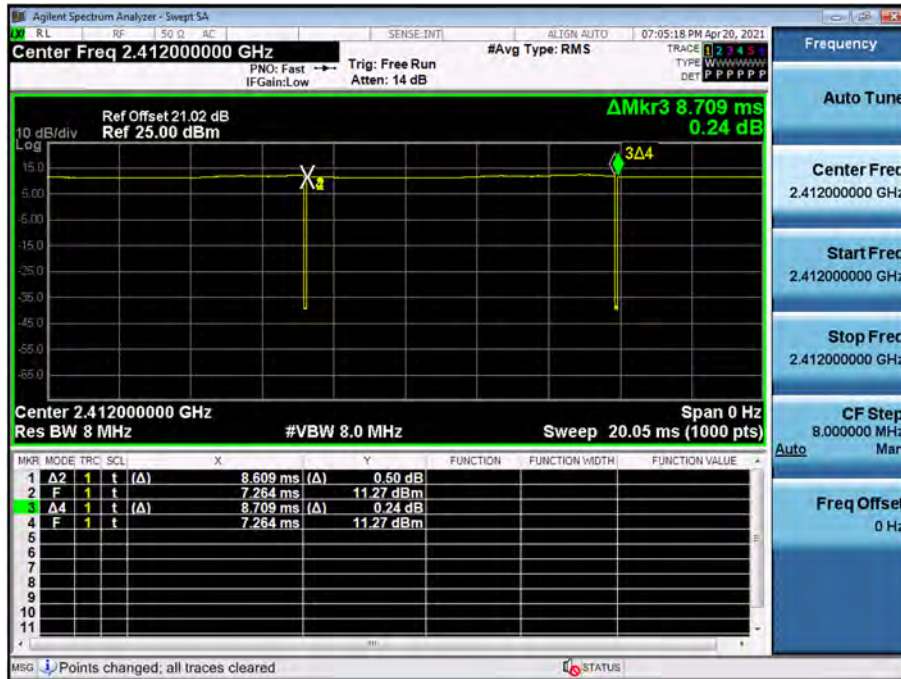 Agilent Spectrum Analyzer - Swept SA
RL RF 50 Ω AC SENSE:INT ALIGN AUTO 07:05:18 PM Apr 20, 2021
Center Freq 2.412000000 GHz
#Avg Type: RMS
PNO: Fast
IFGain:Low
Trig: Free Run
Atten: 14 dB
TRACE 1 2 3 4 5
TYPE WWWWWW
DET P P P P P P
Ref Offset 21.02 dB
Ref 25.00 dBm
10 dB/div
Log
ΔMkr3 8.709 ms
0.24 dB
3Δ4
15.0
5.00
-5.00
-15.0
-25.0
-35.0
-45.0
-55.0
-65.0
Center 2.412000000 GHz Span 0 Hz
Res BW 8 MHz #VBW 8.0 MHz Sweep 20.05 ms (1000 pts)
MKR MODE TRC SCL X Y FUNCTION FUNCTION WIDTH FUNCTION VALUE
1 Δ2 1 t (Δ) 8.609 ms (Δ) 0.50 dB
2 F 1 t 7.264 ms 11.27 dBm
3 Δ4 1 t (Δ) 8.709 ms (Δ) 0.24 dB
4 F 1 t 7.264 ms 11.27 dBm
5
6
7
8
9
10
11
MSG Points changed; all traces cleared STATUS
Frequency
Auto Tune
Center Freq
2.412000000 GHz
Start Freq
2.412000000 GHz
Stop Freq
2.412000000 GHz
CF Step
8.000000 MHz
Auto Man
Freq Offset
0 Hz